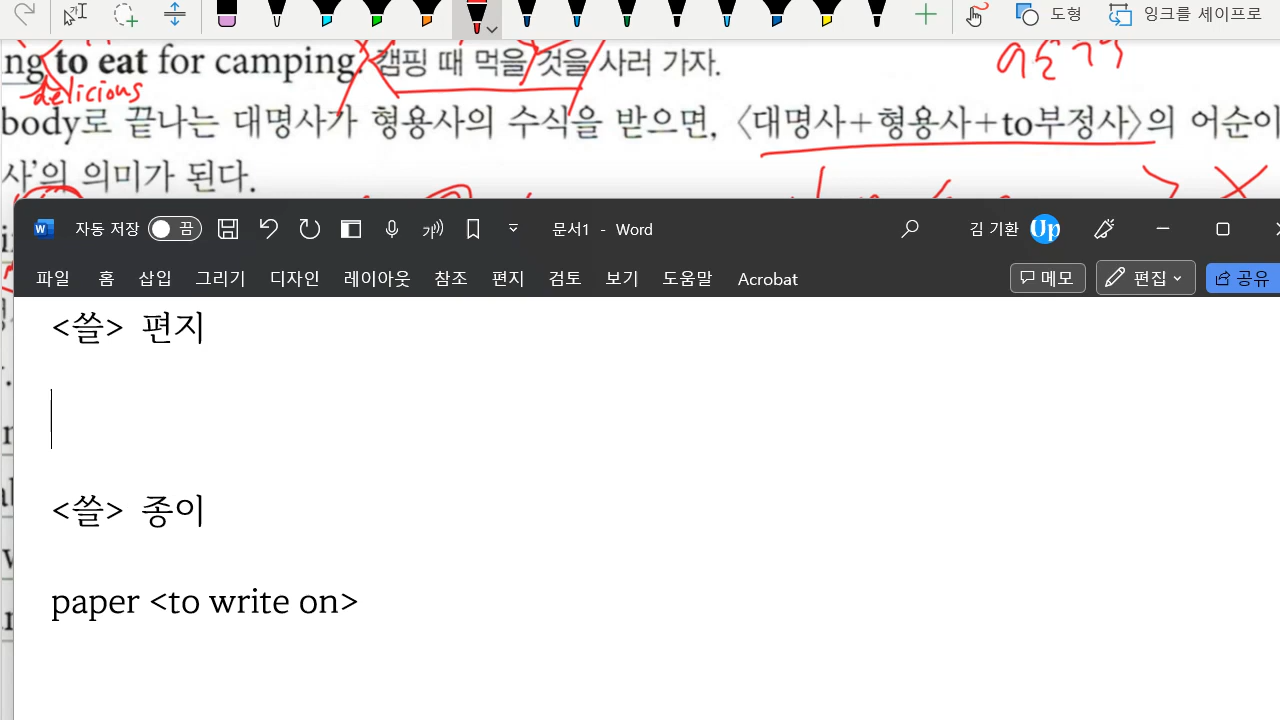 도형
잉크를 셰이프로
ng to eat for camping. 캠핑 때 먹을 것을 사러 가자.
delicious
body로 끝나는 대명사가 형용사의 수식을 받으면, 〈대명사+형용사+to부정사〉의 어순이
사’의 의미가 된다.
자동 저장 끔 문서1 - Word 김 기환 Up
파일 홈 삽입 그리기 디자인 레이아웃 참조 편지 검토 보기 도움말 Acrobat 메모 편집 공유
<쓸> 편지
<쓸> 종이
paper <to write on>